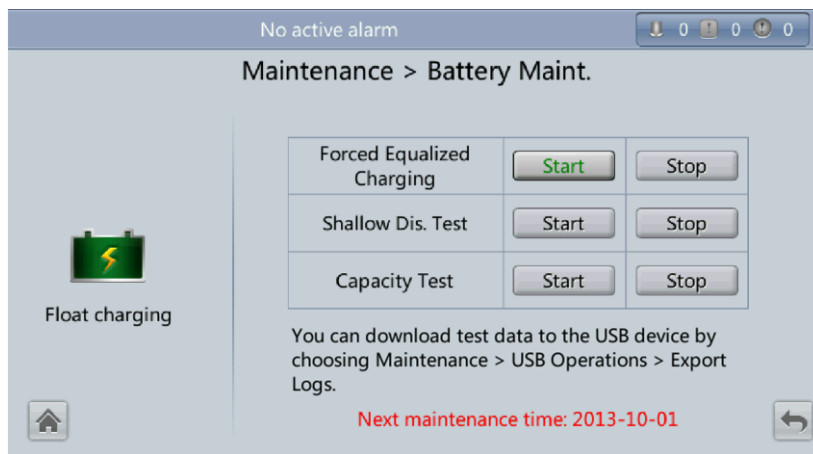 No active alarm
0 0 0
Maintenance > Battery Maint.
Forced Equalized
Charging
Start
Stop
Shallow Dis. Test
Start
Stop
Capacity Test
Start
Stop
Float charging
You can download test data to the USB device by
choosing Maintenance > USB Operations > Export
Logs.
Next maintenance time: 2013-10-01